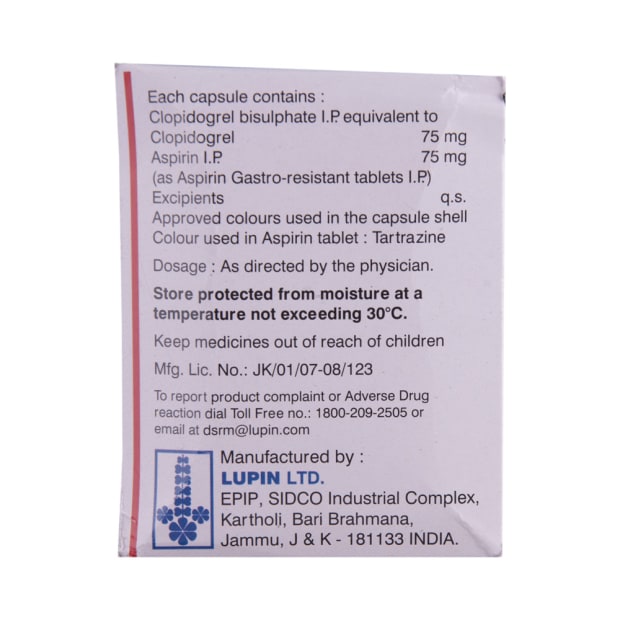 Each capsule contains :
Clopidogrel bisulphate I.P. equivalent to
Clopidogrel 75 mg
Aspirin I.P. 75 mg
(as Aspirin Gastro-resistant tablets I.P.)
Excipients q.s.
Approved colours used in the capsule shell
Colour used in Aspirin tablet : Tartrazine
Dosage : As directed by the physician.
Store protected from moisture at a
temperature not exceeding 30°C.
Keep medicines out of reach of children
Mfg. Lic. No.: JK/01/07-08/123
To report product complaint or Adverse Drug
reaction dial Toll Free no.: 1800-209-2505 or
email at dsrm@lupin.com
Manufactured by :
LUPIN LTD.
EPIP, SIDCO Industrial Complex,
Kartholi, Bari Brahmana,
Jammu, J & K - 181133 INDIA.